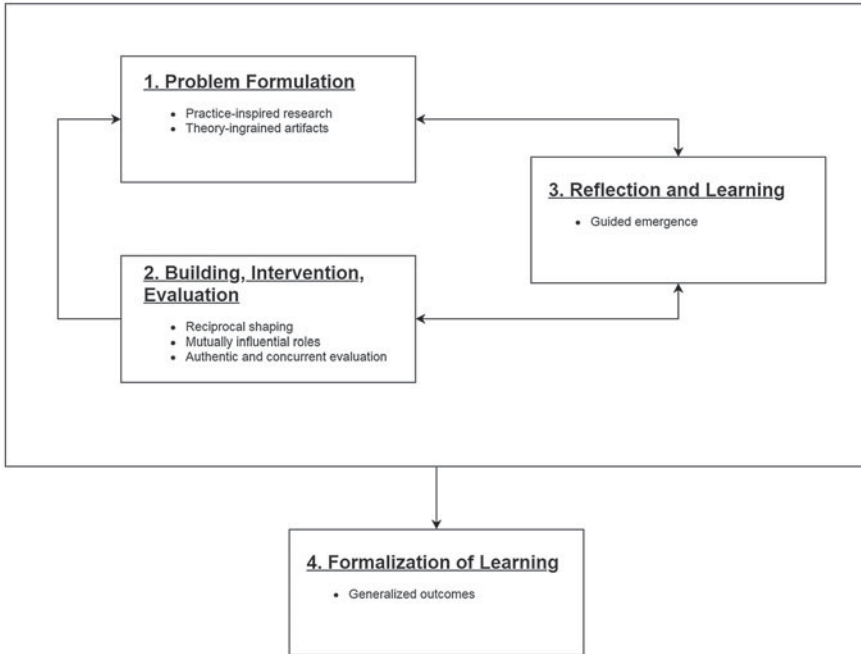 1. Problem Formulation
• Practice-inspired research
• Theory-ingrained artifacts
3. Reflection and Learning
• Guided emergence
2. Building, Intervention,
Evaluation
• Reciprocal shaping
• Mutually influential roles
• Authentic and concurrent evaluation
4. Formalization of Learning
• Generalized outcomes